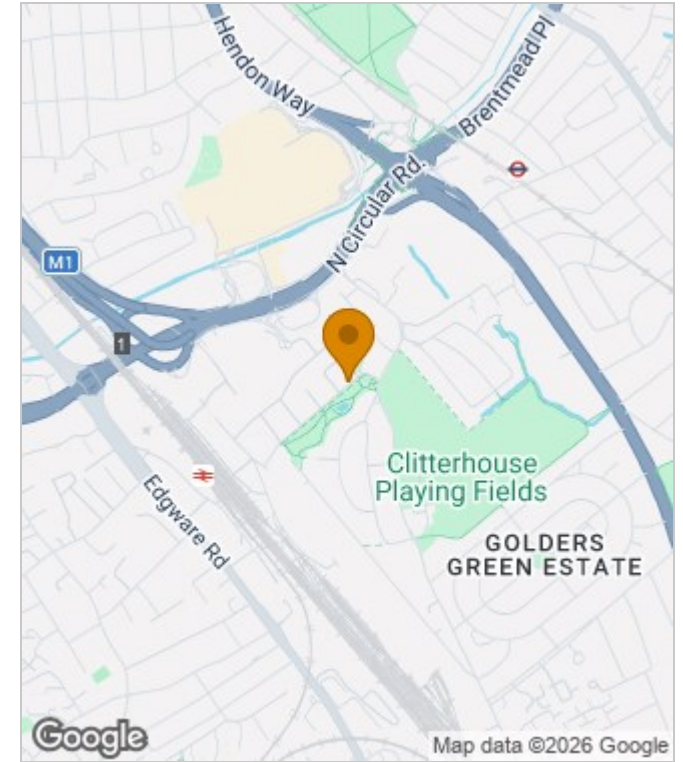 Hendon Way
Brentmead Pl
N Circular Rd.
M1
1
Clitterhouse
Playing Fields
Edgware Rd
GOLDERS
GREEN ESTATE
Google
Map data ©2026 Google